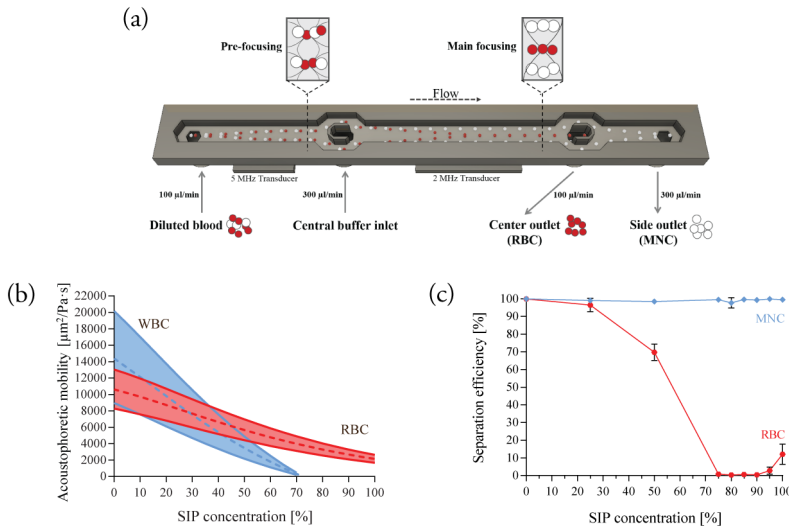 (a)
Pre-focusing
Main focusing
Flow
5 MHz Transducer
2 MHz Transducer
100 µl/min
300 µl/min
100 µl/min
300 µl/min
Diluted blood
Central buffer inlet
Center outlet
(RBC)
Side outlet
(MNC)
(b)
Acoustophoretic mobility [µm²/Pa·s]
22000
20000
18000
16000
14000
12000
10000
8000
6000
4000
2000
0
WBC
RBC
0 10 20 30 40 50 60 70 80 90 100
SIP concentration [%]
(c)
Separation efficiency [%]
100
90
80
70
60
50
40
30
20
10
0
MNC
RBC
0 10 20 30 40 50 60 70 80 90 100
SIP concentration [%]